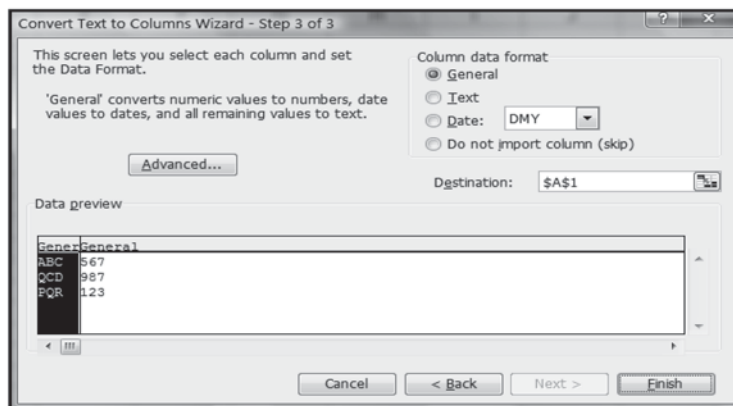 Convert Text to Columns Wizard - Step 3 of 3
This screen lets you select each column and set
the Data Format.
'General' converts numeric values to numbers, date
values to dates, and all remaining values to text.
Advanced...
Column data format
General
Text
Date: DMY
Do not import column (skip)
Destination: $A$1
Data preview
GenerGeneral
ABC 567
QCD 987
PQR 123
Cancel < Back Next > Finish